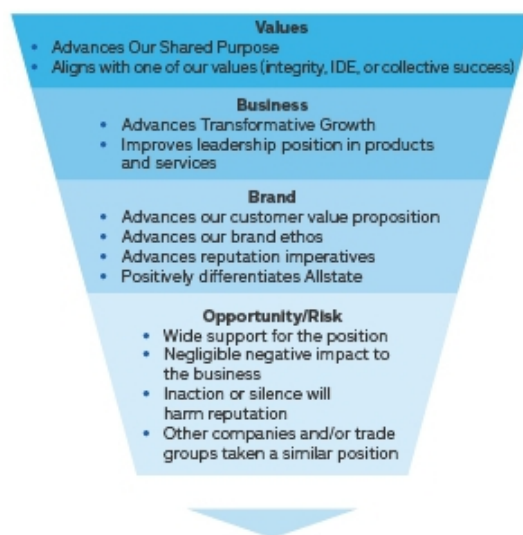 Values
• Advances Our Shared Purpose
• Aligns with one of our values (integrity, IDE, or collective success)
Business
• Advances Transformative Growth
• Improves leadership position in products
and services
Brand
• Advances our customer value proposition
• Advances our brand ethos
• Advances reputation imperatives
• Positively differentiates Allstate
Opportunity/Risk
• Wide support for the position
• Negligible negative impact to
the business
• Inaction or silence will
harm reputation
• Other companies and/or trade
groups taken a similar position